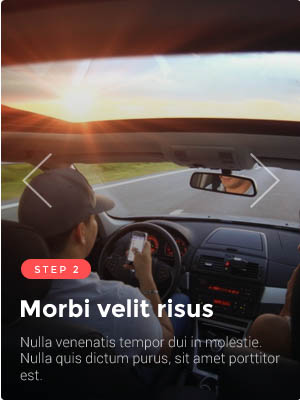 STEP 2
Morbi velit risus
Nulla venenatis tempor dui in molestie.
Nulla quis dictum purus, sit amet porttitor
est.